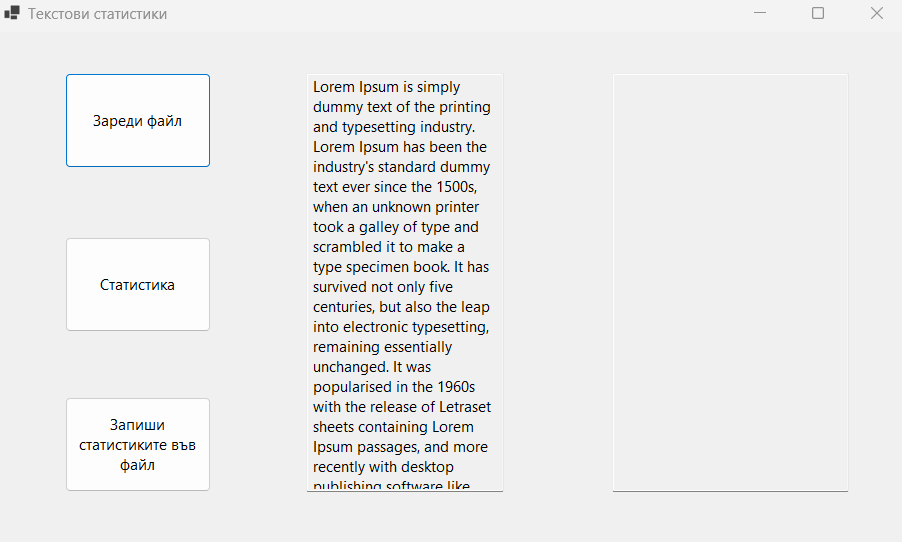 Текстови статистики
Зареди файл
Статистика
Запиши
статистиките във
файл
Lorem Ipsum is simply
dummy text of the printing
and typesetting industry.
Lorem Ipsum has been the
industry's standard dummy
text ever since the 1500s,
when an unknown printer
took a galley of type and
scrambled it to make a
type specimen book. It has
survived not only five
centuries, but also the leap
into electronic typesetting,
remaining essentially
unchanged. It was
popularised in the 1960s
with the release of Letraset
sheets containing Lorem
Ipsum passages, and more
recently with desktop
publishing software like